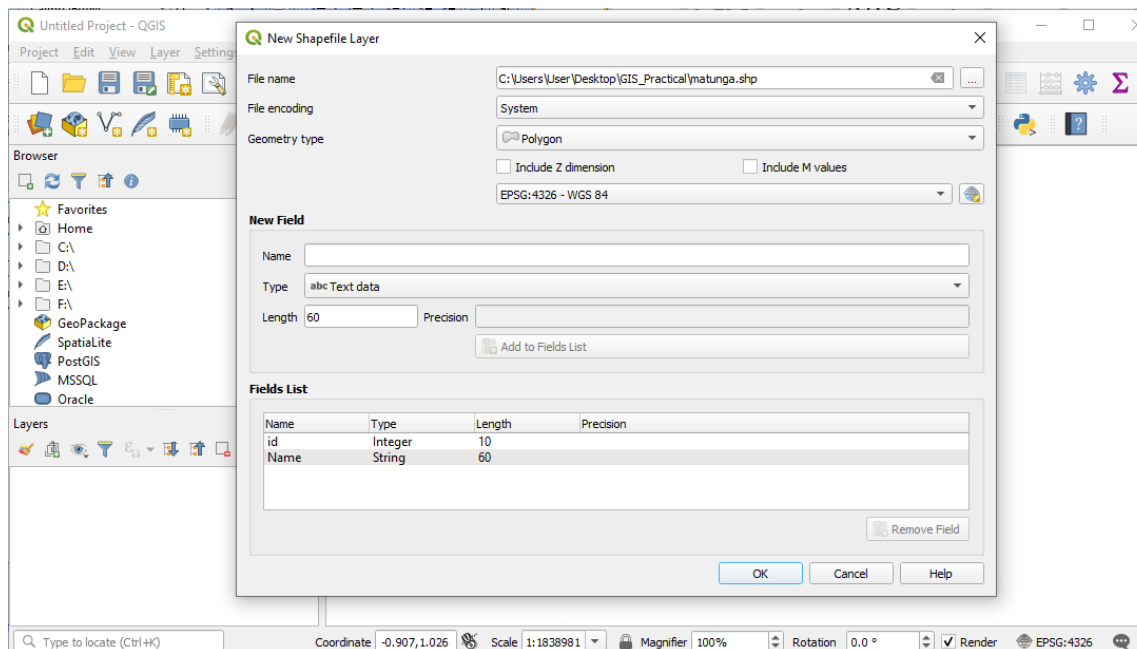 Untitled Project - QGIS
Project Edit View Layer Settings
Browser
Favorites
Home
C:\
D:\
E:\
F:\
GeoPackage
SpatiaLite
PostGIS
MSSQL
Oracle
Layers
New Shapefile Layer
File name C:\Users\User\Desktop\GIS_Practical\matunga.shp ...
File encoding System
Geometry type Polygon
Include Z dimension Include M values
EPSG:4326 - WGS 84
New Field
Name
Type abc Text data
Length 60 Precision
Add to Fields List
Fields List
Name Type Length Precision
id Integer 10
Name String 60
Remove Field
OK Cancel Help
Type to locate (Ctrl+K) Coordinate -0.907,1.026 Scale 1:1838981 Magnifier 100% Rotation 0.0 ° Render EPSG:4326